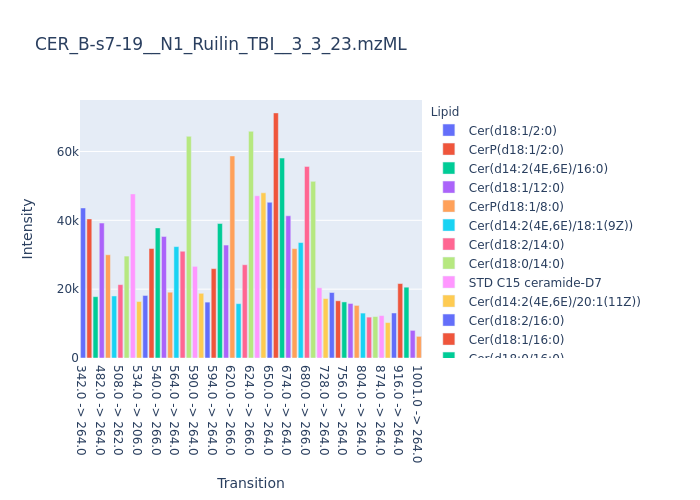 CER_B-s7-19__N1_Ruilin_TBI__3_3_23.mzML
Lipid
Cer(d18:1/2:0)
CerP(d18:1/2:0)
Cer(d14:2(4E,6E)/16:0)
Cer(d18:1/12:0)
CerP(d18:1/8:0)
Cer(d14:2(4E,6E)/18:1(9Z))
Cer(d18:2/14:0)
Cer(d18:0/14:0)
STD C15 ceramide-D7
Cer(d14:2(4E,6E)/20:1(11Z))
Cer(d18:2/16:0)
Cer(d18:1/16:0)
Cer(d18:0/16:0)
Intensity
60k
40k
20k
0
342.0 -> 264.0
482.0 -> 264.0
508.0 -> 262.0
534.0 -> 206.0
540.0 -> 266.0
564.0 -> 264.0
590.0 -> 264.0
594.0 -> 264.0
620.0 -> 266.0
624.0 -> 266.0
650.0 -> 264.0
674.0 -> 264.0
680.0 -> 266.0
728.0 -> 264.0
756.0 -> 264.0
804.0 -> 264.0
874.0 -> 264.0
916.0 -> 264.0
1001.0 -> 264.0
Transition